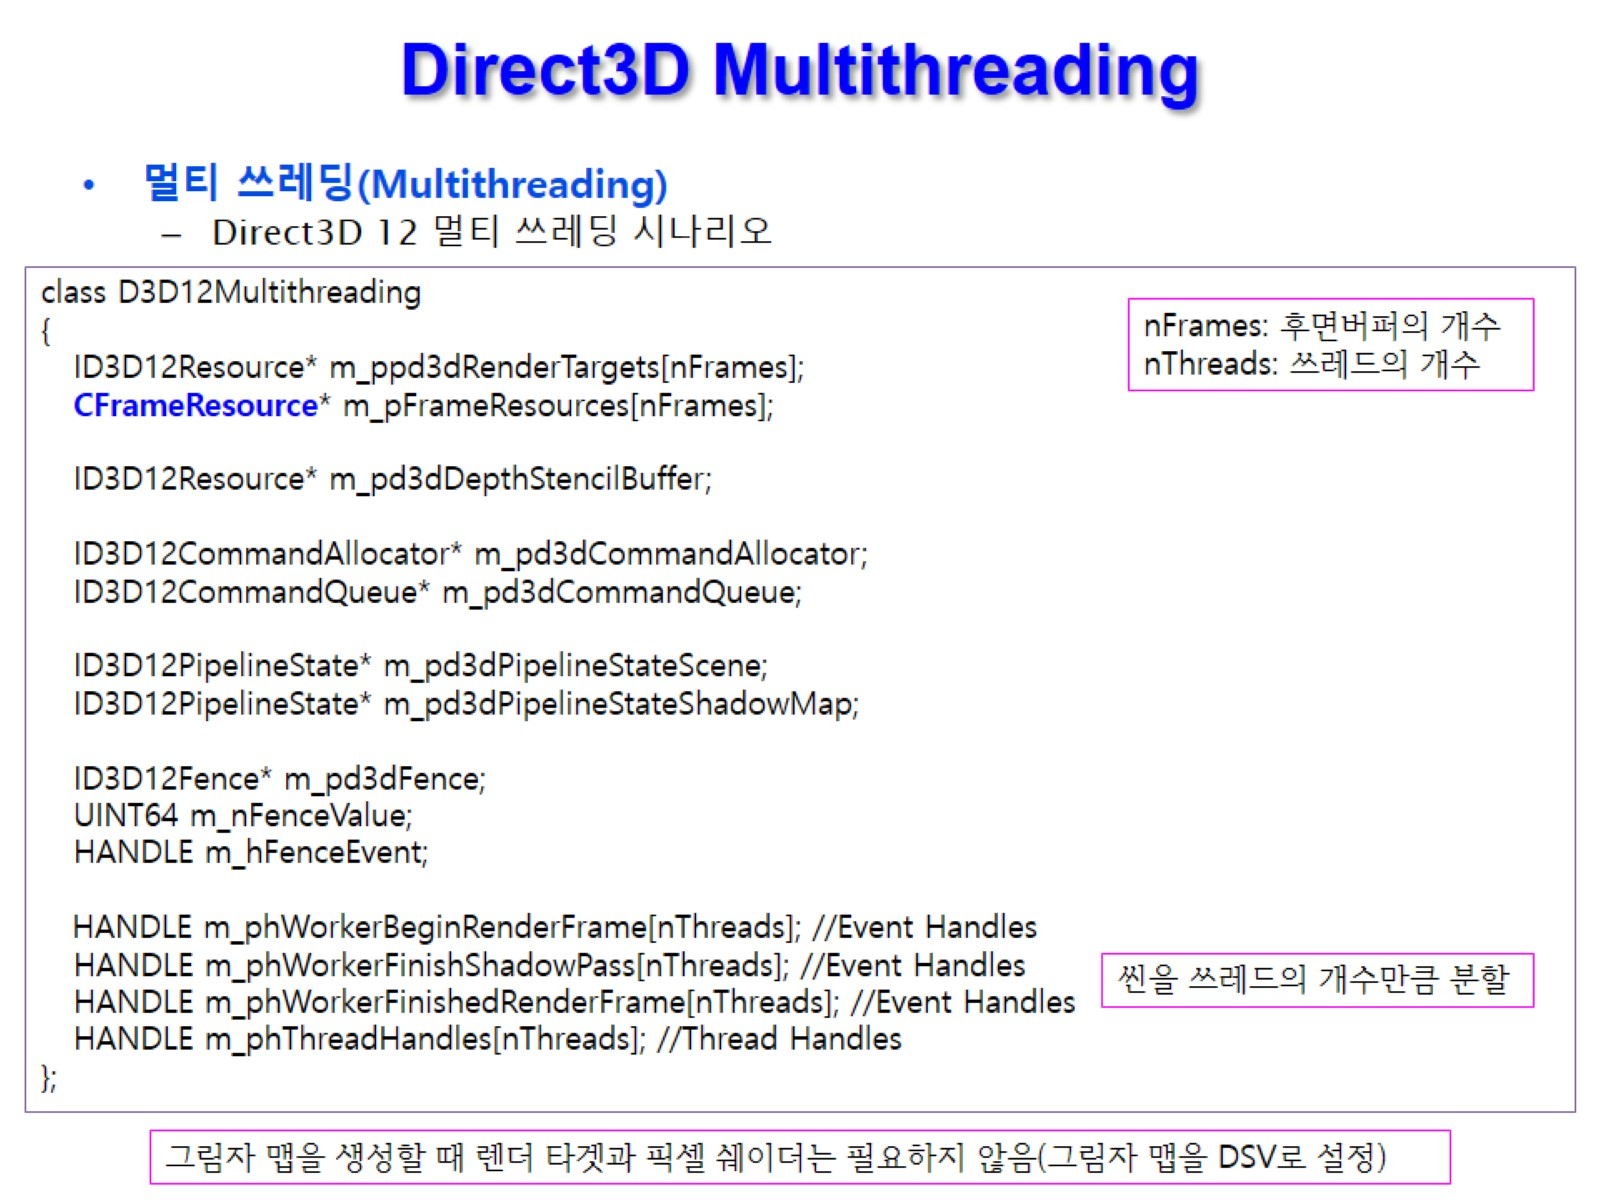 Direct3D Multithreading
• 멀티 쓰레딩(Multithreading)
– Direct3D 12 멀티 쓰레딩 시나리오
class D3D12Multithreading
{
nFrames: 후면버퍼의 개수
nThreads: 쓰레드의 개수
ID3D12Resource* m_ppd3dRenderTargets[nFrames];
CFrameResource* m_pFrameResources[nFrames];
ID3D12Resource* m_pd3dDepthStencilBuffer;
ID3D12CommandAllocator* m_pd3dCommandAllocator;
ID3D12CommandQueue* m_pd3dCommandQueue;
ID3D12PipelineState* m_pd3dPipelineStateScene;
ID3D12PipelineState* m_pd3dPipelineStateShadowMap;
ID3D12Fence* m_pd3dFence;
UINT64 m_nFenceValue;
HANDLE m_hFenceEvent;
HANDLE m_phWorkerBeginRenderFrame[nThreads]; //Event Handles
HANDLE m_phWorkerFinishShadowPass[nThreads]; //Event Handles
HANDLE m_phWorkerFinishedRenderFrame[nThreads]; //Event Handles
HANDLE m_phThreadHandles[nThreads]; //Thread Handles
};
씬을 쓰레드의 개수만큼 분할
그림자 맵을 생성할 때 렌더 타겟과 픽셀 쉐이더는 필요하지 않음(그림자 맵을 DSV로 설정)